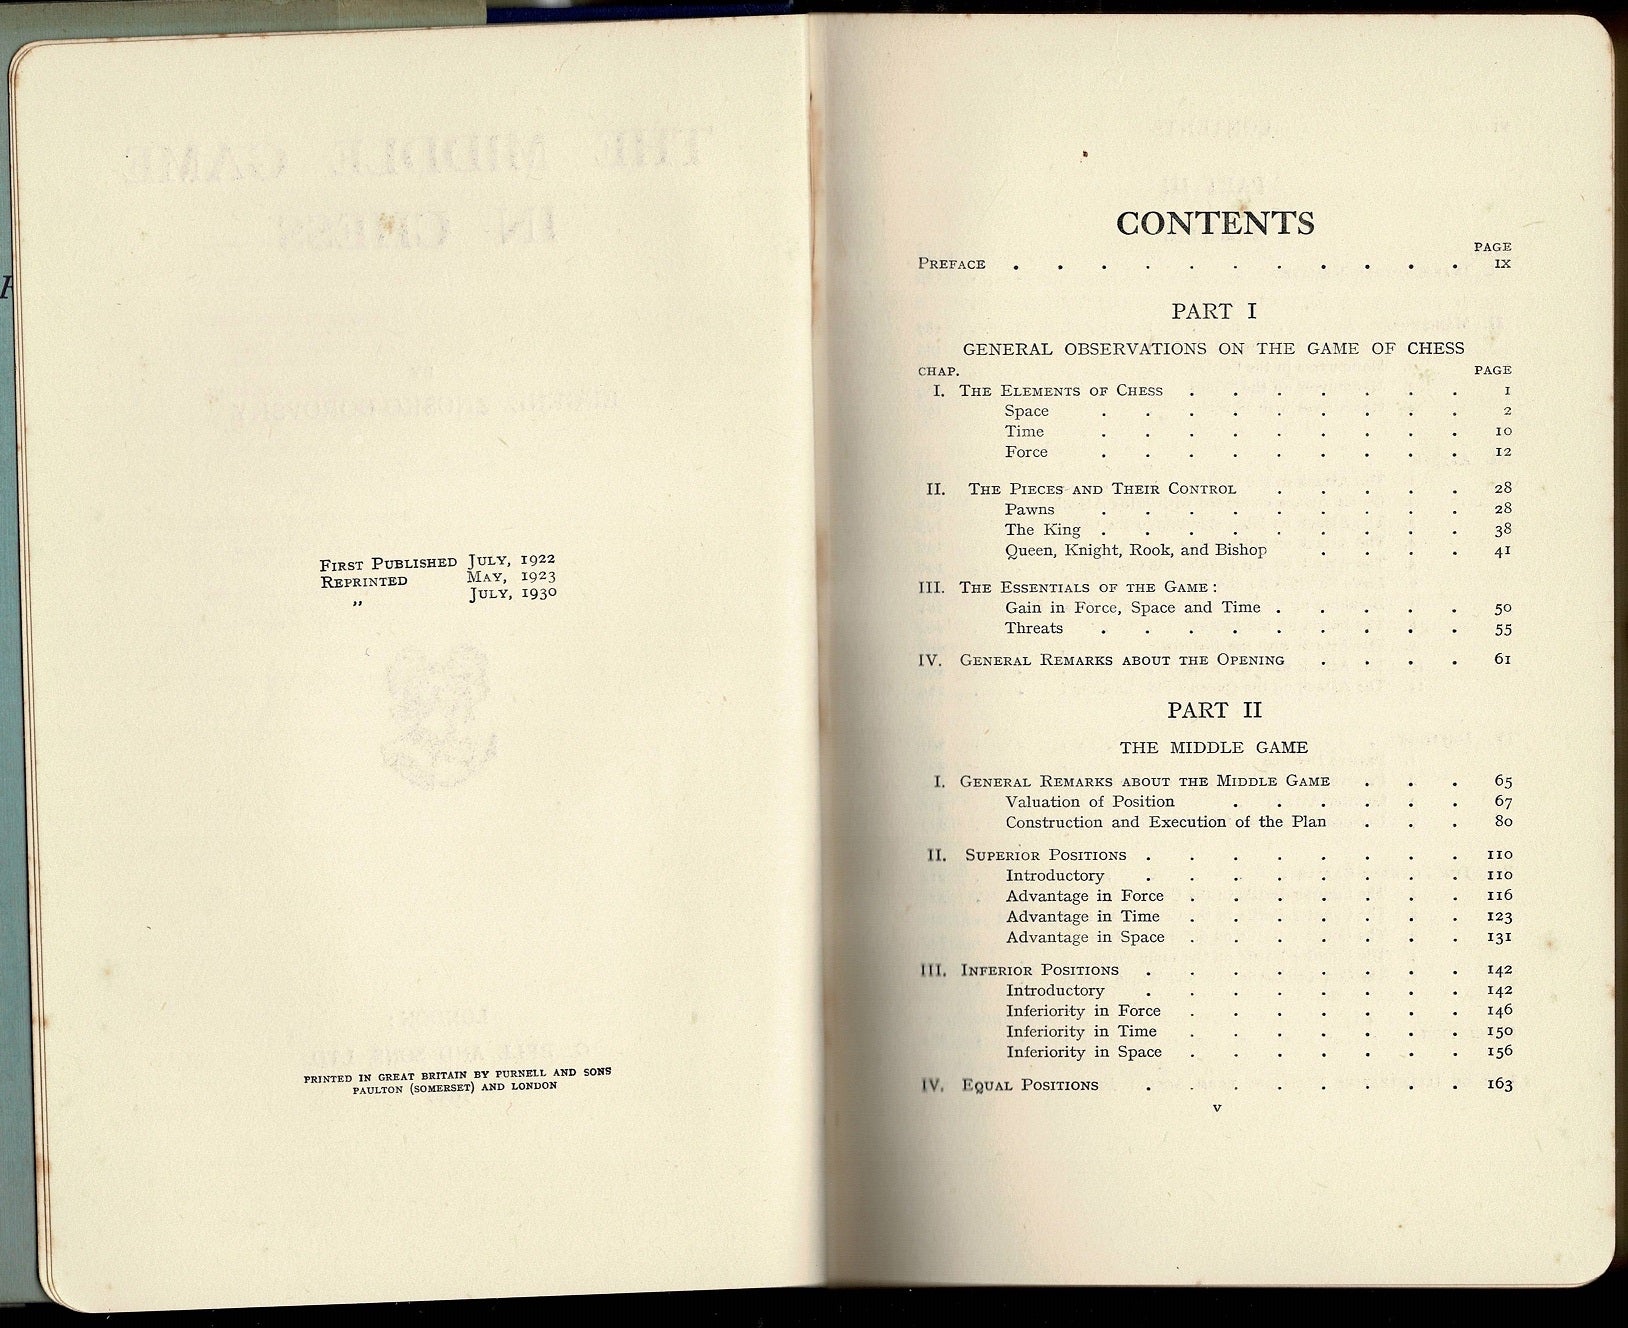 First Published July, 1922
Reprinted May, 1923
„ July, 1930
PRINTED IN GREAT BRITAIN BY PURNELL AND SONS
PAULTON (SOMERSET) AND LONDON
CONTENTS
PAGE
Preface . . . . . . . . . . . ix
PART I
GENERAL OBSERVATIONS ON THE GAME OF CHESS
CHAP. PAGE
I. The Elements of Chess . . . . . . . 1
Space . . . . . . . . . 2
Time . . . . . . . . . 10
Force . . . . . . . . . 12
II. The Pieces and Their Control . . . . . 28
Pawns . . . . . . . . . 28
The King . . . . . . . . . 38
Queen, Knight, Rook, and Bishop . . . . 41
III. The Essentials of the Game :
Gain in Force, Space and Time . . . . . 50
Threats . . . . . . . . . 55
IV. General Remarks about the Opening . . . . 61
PART II
THE MIDDLE GAME
I. General Remarks about the Middle Game . . . 65
Valuation of Position . . . . . . 67
Construction and Execution of the Plan . . . 80
II. Superior Positions . . . . . . . . 110
Introductory . . . . . . . . 110
Advantage in Force . . . . . . . 116
Advantage in Time . . . . . . . 123
Advantage in Space . . . . . . . 131
III. Inferior Positions . . . . . . . . 142
Introductory . . . . . . . . 142
Inferiority in Force . . . . . . . 146
Inferiority in Time . . . . . . . 150
Inferiority in Space . . . . . . . 156
IV. Equal Positions . . . . . . . . 163
v